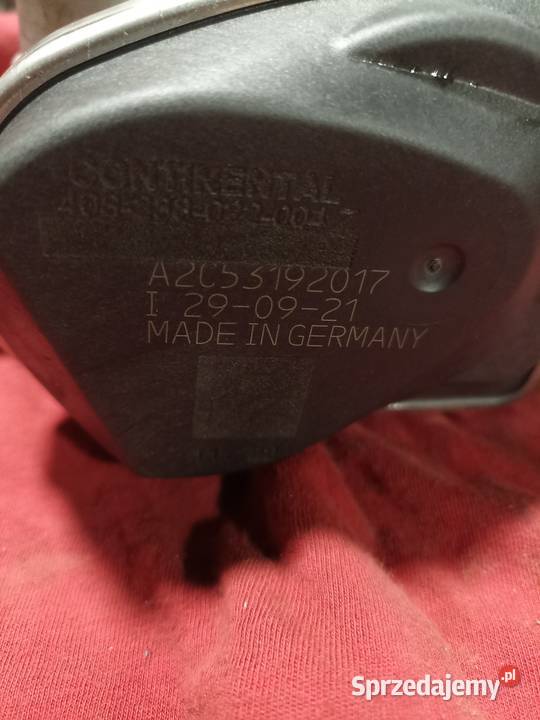 CONTINENTAL
A2C53192017
I 29-09-21
MADE IN GERMANY
Sprzedajemy.pl